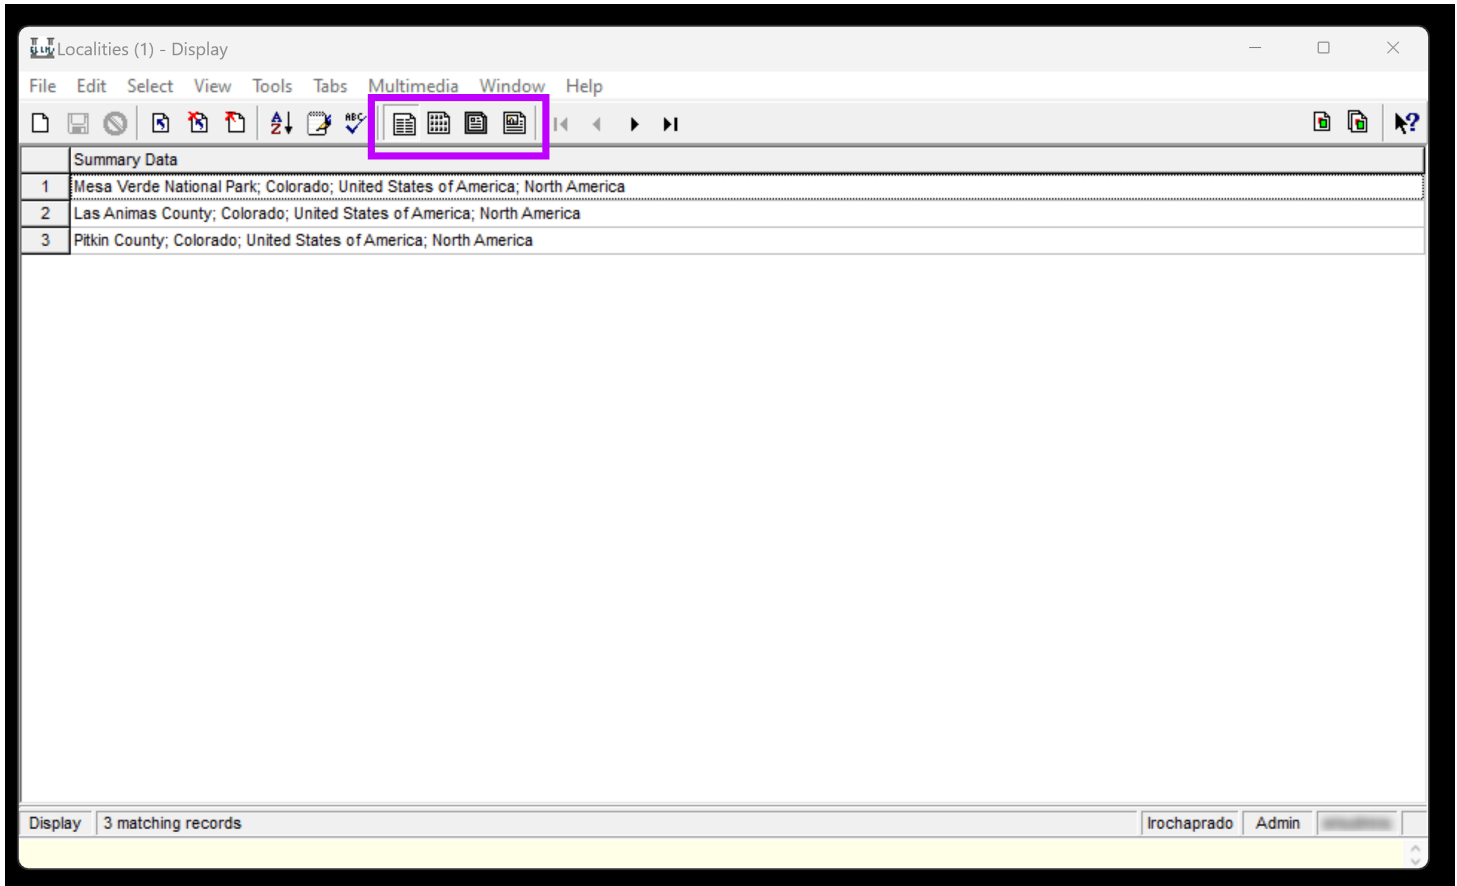 Localities (1) - Display
File Edit Select View Tools Tabs Multimedia Window Help
Summary Data
1 Mesa Verde National Park; Colorado; United States of America; North America
2 Las Animas County; Colorado; United States of America; North America
3 Pitkin County; Colorado; United States of America; North America
Display 3 matching records lrochaprado Admin